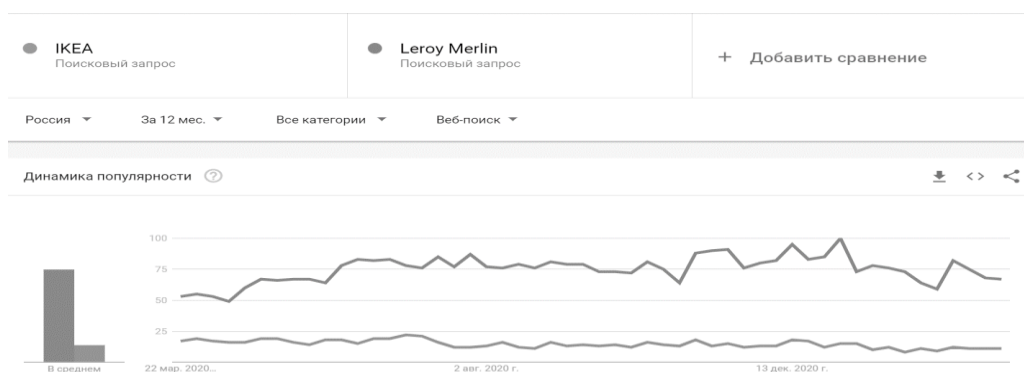 IKEA
Поисковый запрос
Leroy Merlin
Поисковый запрос
+ Добавить сравнение
Россия
За 12 мес.
Все категории
Веб-поиск
Динамика популярности
?
100
75
50
25
В среднем
22 мар. 2020...
2 авг. 2020 г.
13 дек. 2020 г.